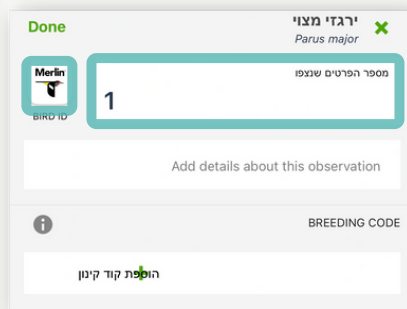 Done
ירגזי מצוי
Parus major
Merlin
BIRD ID
מספר הפרטים שנצפו
1
Add details about this observation
BREEDING CODE
הוספת קוד קינון